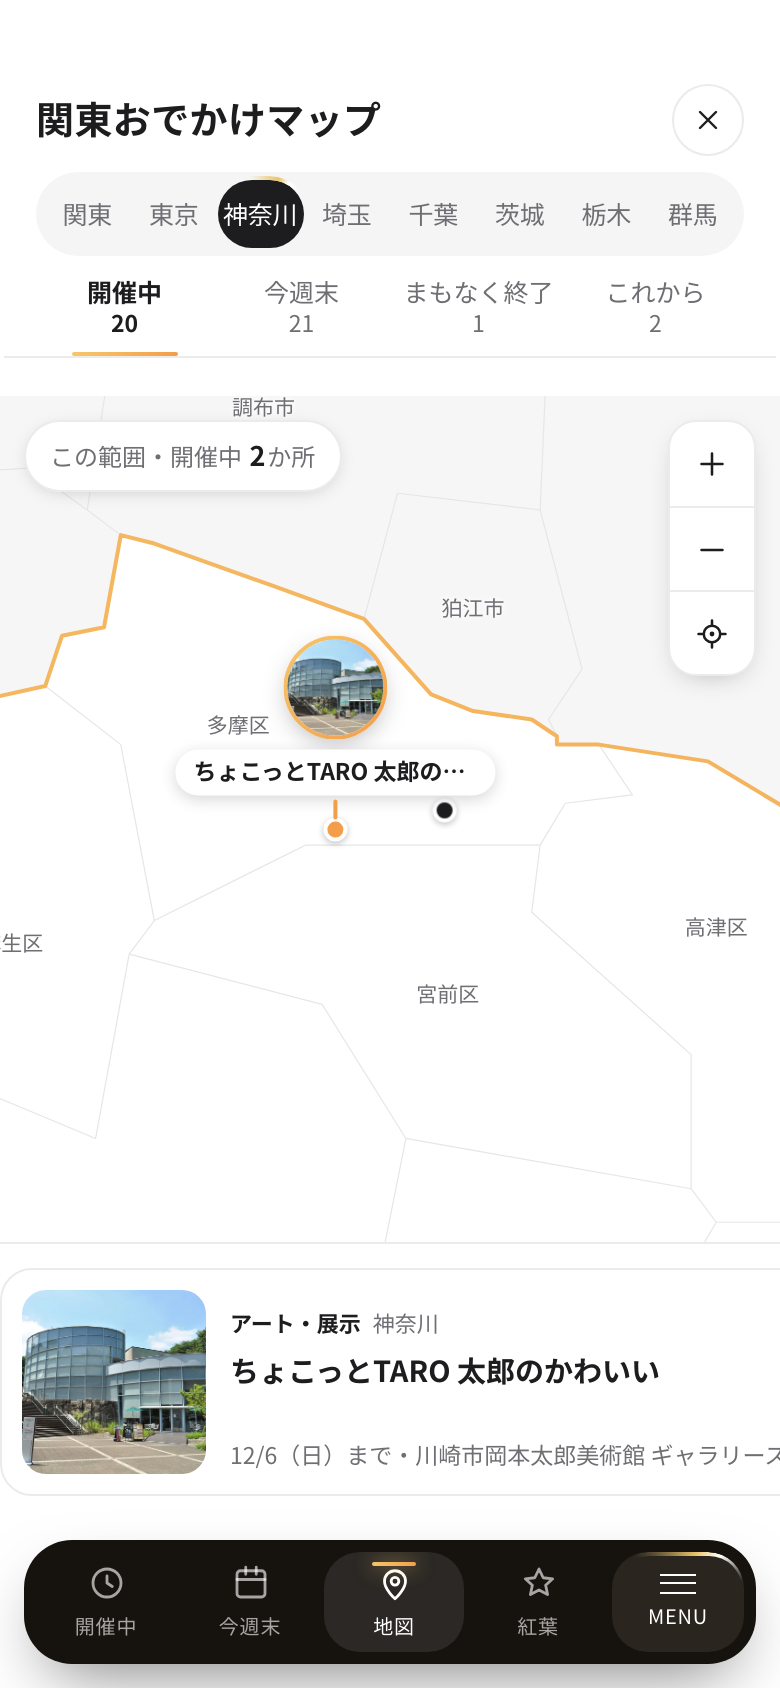 関東おでかけマップ
関東 東京 神奈川 埼玉 千葉 茨城 栃木 群馬
開催中 今週末 まもなく終了 これから
20 21 1 2
調布市
この範囲・開催中 2か所
狛江市
多摩区
ちょこっとTARO 太郎の…
高津区
生区
宮前区
アート・展示 神奈川
ちょこっとTARO 太郎のかわいい
12/6（日）まで・川崎市岡本太郎美術館 ギャラリー
開催中 今週末 地図 紅葉 MENU